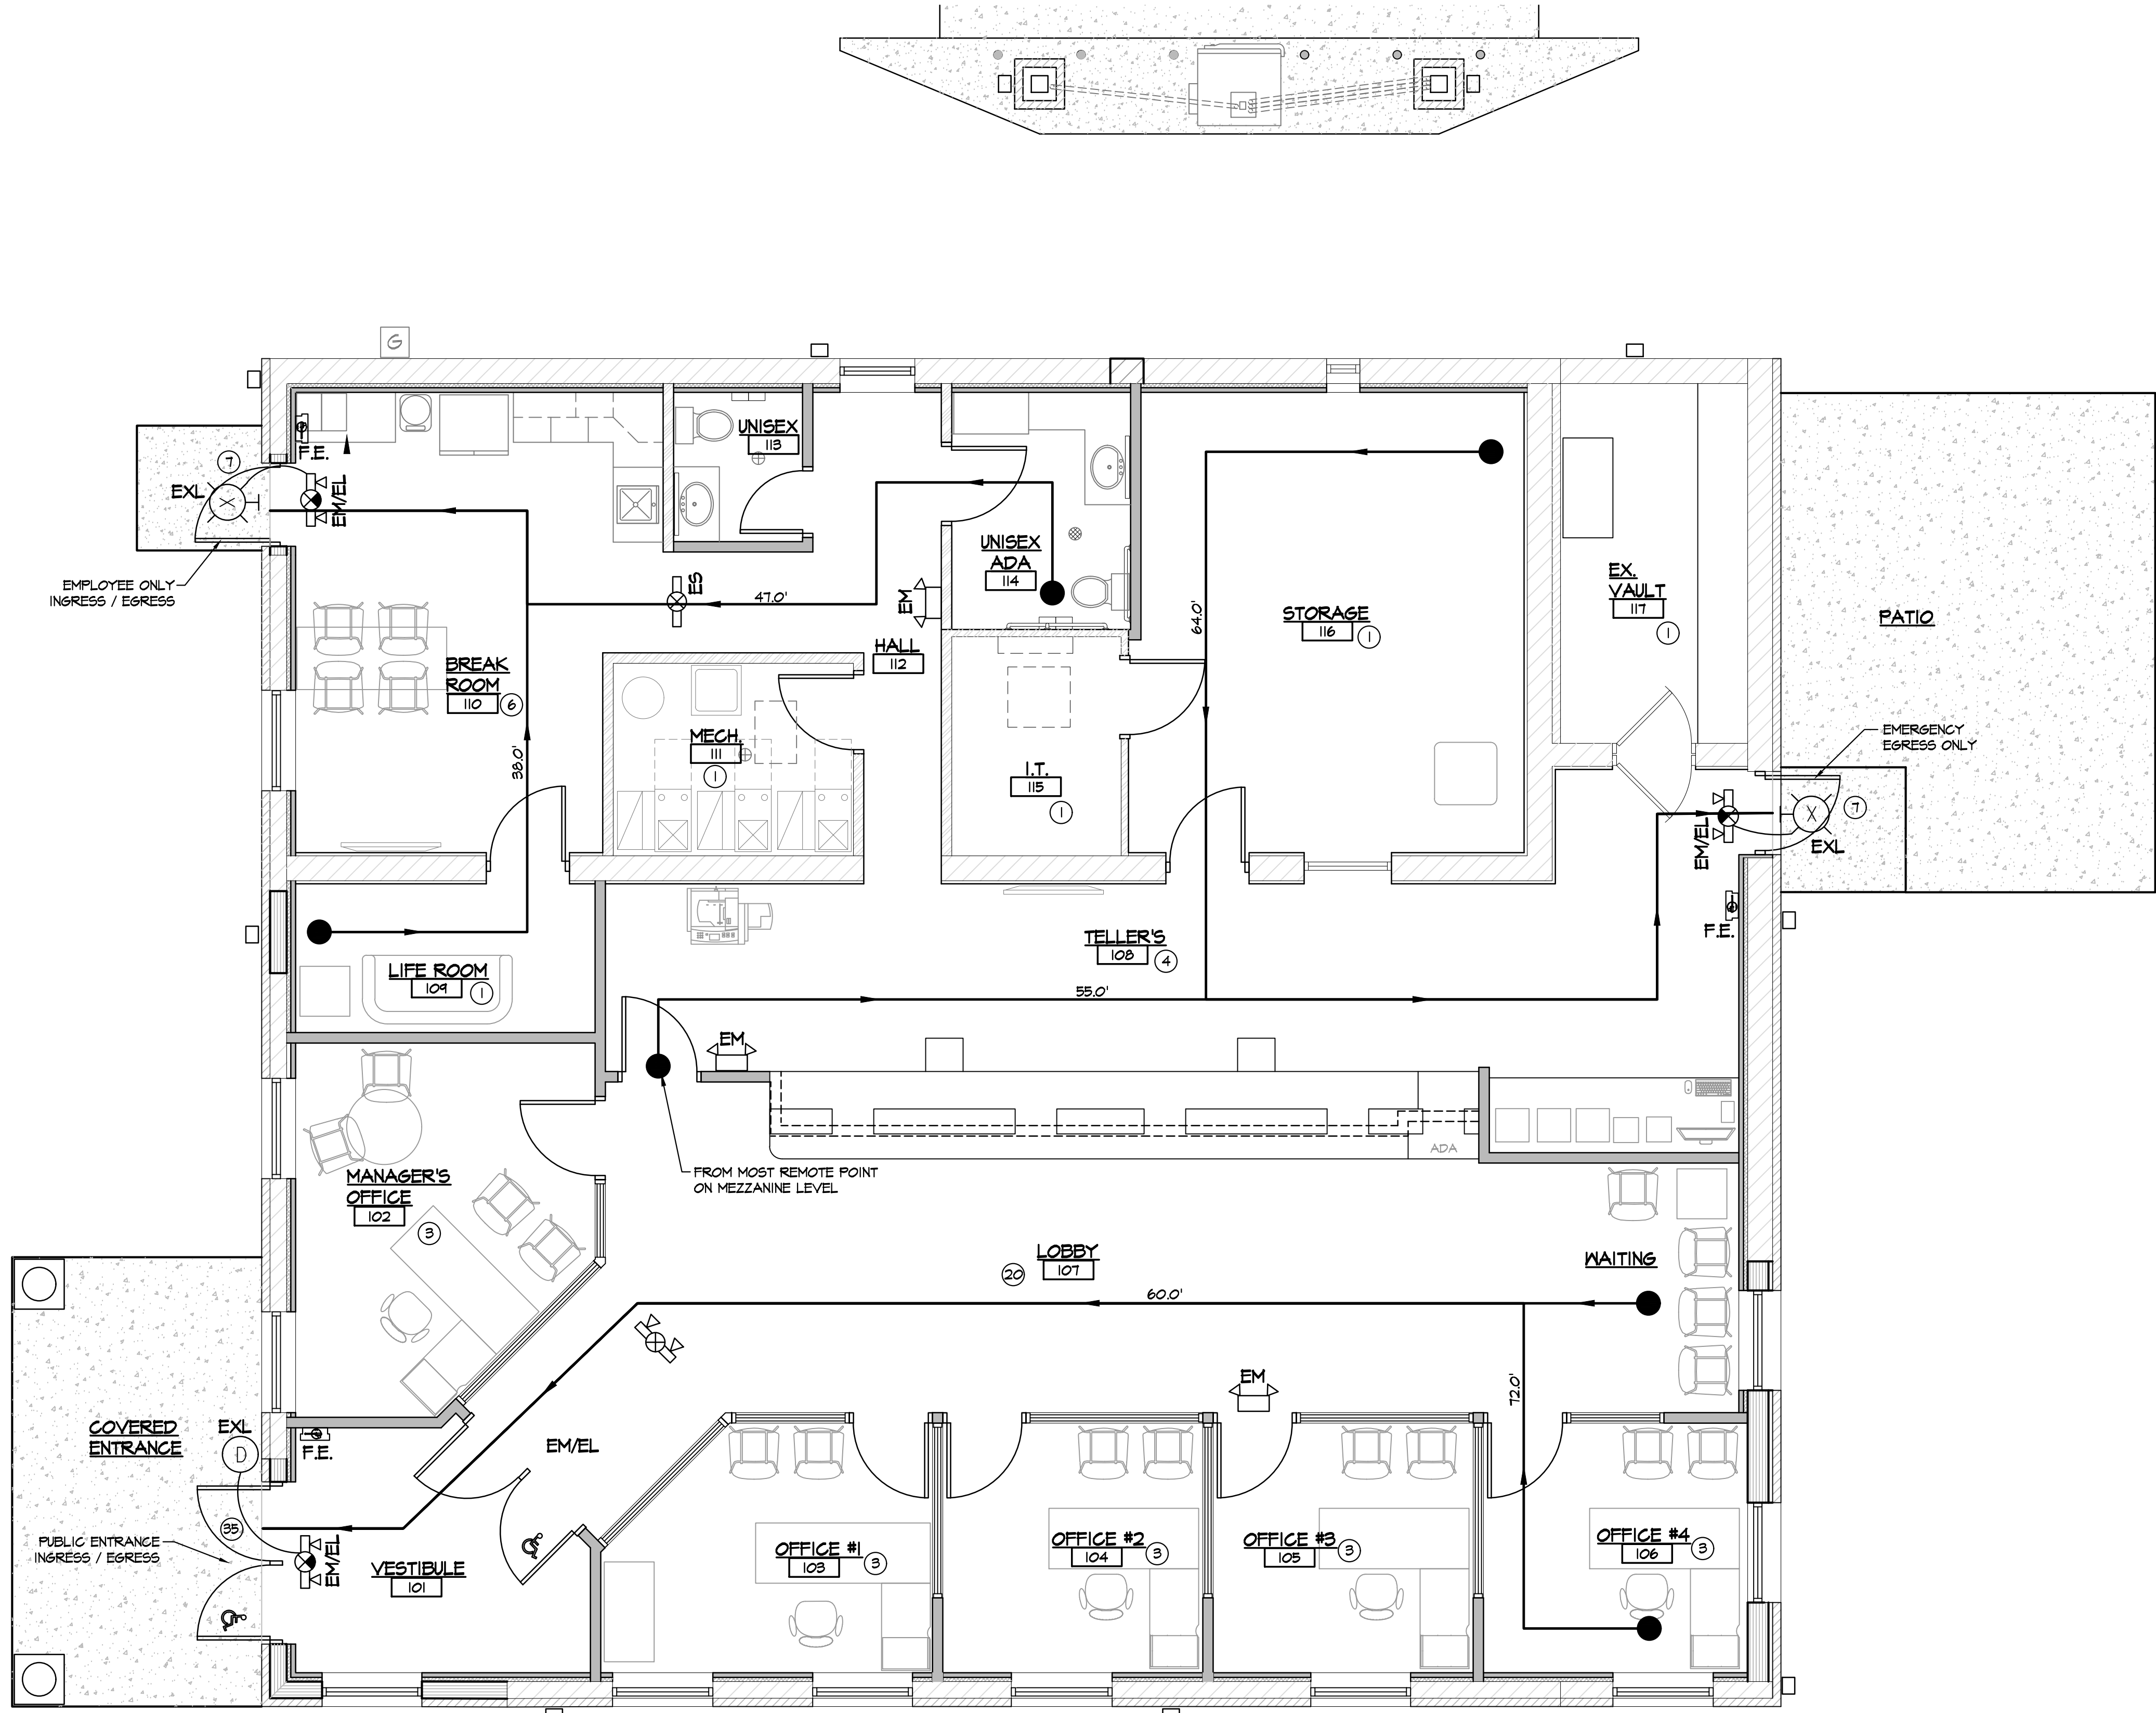 G
UNISEX
113
F.E.
7
EXL
EM/EL
UNISEX
ADA
114
EX.
VAULT
117
1
EMPLOYEE ONLY
INGRESS / EGRESS
ES
47.0'
EM
64.0'
STORAGE
116
1
PATIO
HALL
112
BREAK
ROOM
110
6
MECH.
111
1
38.0'
I.T.
115
1
EMERGENCY
EGRESS ONLY
7
EM/EL
EXL
F.E.
TELLER'S
108
4
LIFE ROOM
109
1
55.0'
EM
ADA
FROM MOST REMOTE POINT
ON MEZZANINE LEVEL
MANAGER'S
OFFICE
102
3
LOBBY
107
20
WAITING
60.0'
EM
72.0'
COVERED
ENTRANCE
EXL
D
F.E.
EM/EL
35
PUBLIC ENTRANCE
INGRESS / EGRESS
EM/EL
VESTIBULE
101
OFFICE #1
103
3
OFFICE #2
104
3
OFFICE #3
105
3
OFFICE #4
106
3